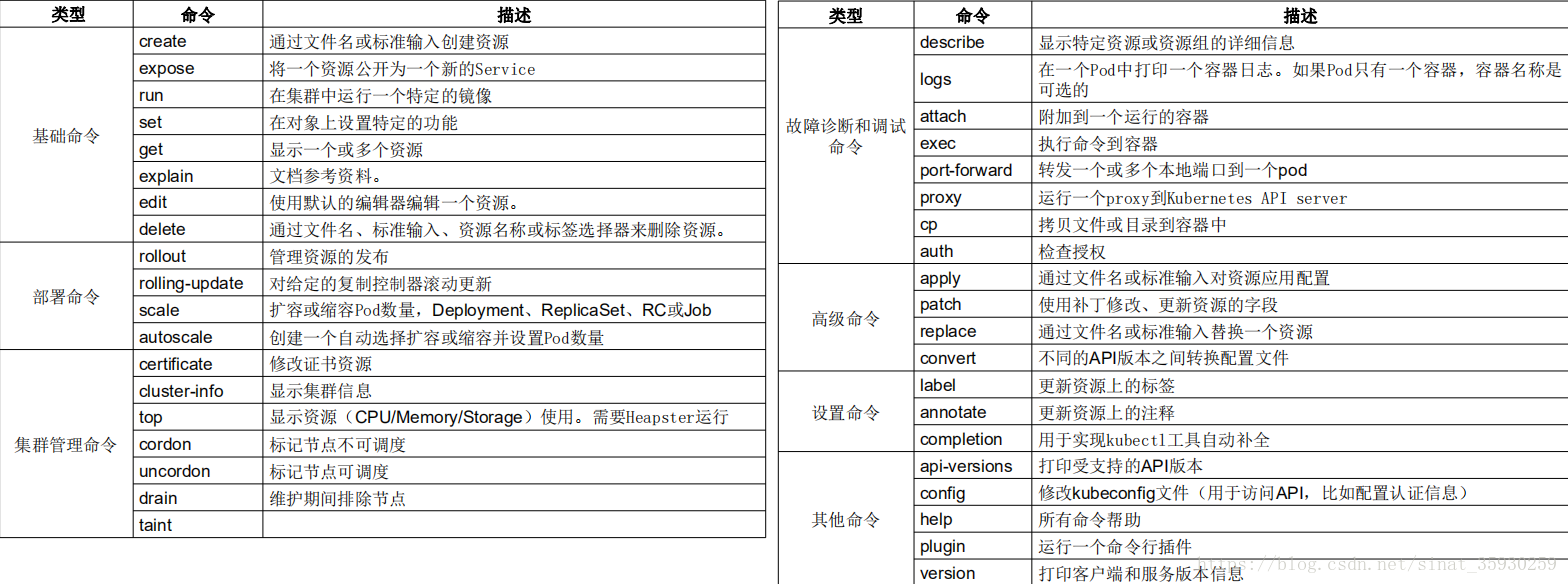 类型 命令 描述
基础命令
create 通过文件名或标准输入创建资源
expose 将一个资源公开为一个新的Service
run 在集群中运行一个特定的镜像
set 在对象上设置特定的功能
get 显示一个或多个资源
explain 文档参考资料。
edit 使用默认的编辑器编辑一个资源。
delete 通过文件名、标准输入、资源名称或标签选择器来删除资源。
部署命令
rollout 管理资源的发布
rolling-update 对给定的复制控制器滚动更新
scale 扩容或缩容Pod数量，Deployment、ReplicaSet、RC或Job
autoscale 创建一个自动选择扩容或缩容并设置Pod数量
集群管理命令
certificate 修改证书资源
cluster-info 显示集群信息
top 显示资源（CPU/Memory/Storage）使用。需要Heapster运行
cordon 标记节点不可调度
uncordon 标记节点可调度
drain 维护期间排除节点
taint
类型 命令 描述
故障诊断和调试
命令
describe 显示特定资源或资源组的详细信息
logs 在一个Pod中打印一个容器日志。如果Pod只有一个容器，容器名称是
可选的
attach 附加到一个运行的容器
exec 执行命令到容器
port-forward 转发一个或多个本地端口到一个pod
proxy 运行一个proxy到Kubernetes API server
cp 拷贝文件或目录到容器中
auth 检查授权
高级命令
apply 通过文件名或标准输入对资源应用配置
patch 使用补丁修改、更新资源的字段
replace 通过文件名或标准输入替换一个资源
convert 不同的API版本之间转换配置文件
设置命令
label 更新资源上的标签
annotate 更新资源上的注释
completion 用于实现kubectl工具自动补全
其他命令
api-versions 打印受支持的API版本
config 修改kubeconfig文件（用于访问API，比如配置认证信息）
help 所有命令帮助
plugin 运行一个命令行插件
version 打印客户端和服务版本信息
https://blog.csdn.net/sinat_35930259